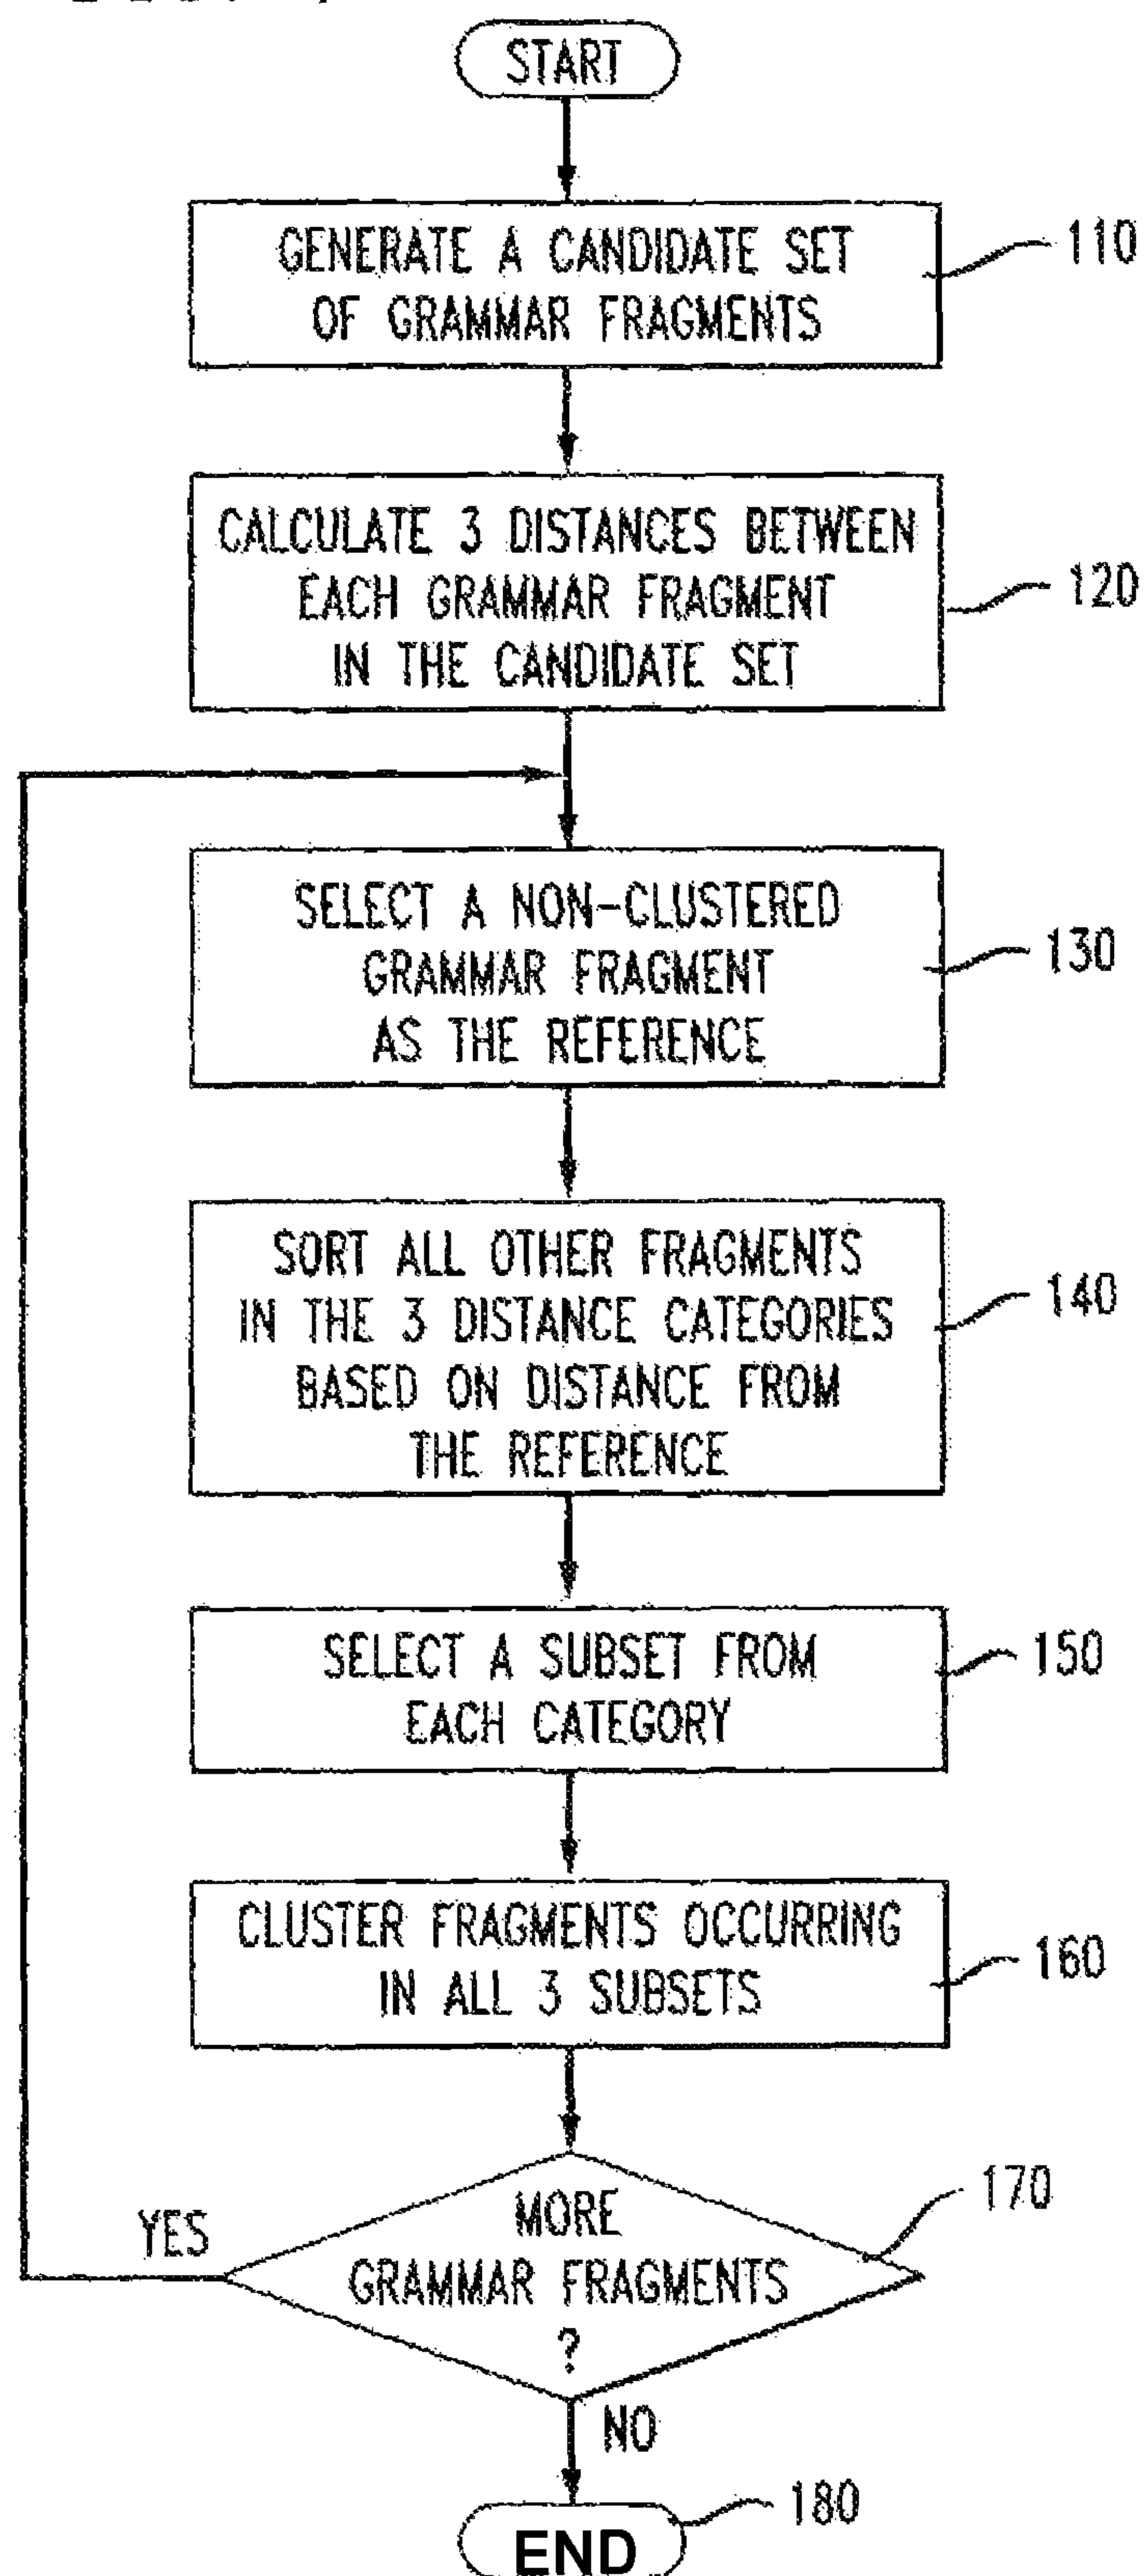 START
GENERATE A CANDIDATE SET
OF GRAMMAR FRAGMENTS
110
CALCULATE 3 DISTANCES BETWEEN
EACH GRAMMAR FRAGMENT
IN THE CANDIDATE SET
120
SELECT A NON-CLUSTERED
GRAMMAR FRAGMENT
AS THE REFERENCE
130
SORT ALL OTHER FRAGMENTS
IN THE 3 DISTANCE CATEGORIES
BASED ON DISTANCE FROM
THE REFERENCE
140
SELECT A SUBSET FROM
EACH CATEGORY
150
CLUSTER FRAGMENTS OCCURRING
IN ALL 3 SUBSETS
160
MORE
GRAMMAR FRAGMENTS
?
170
YES
NO
END
180